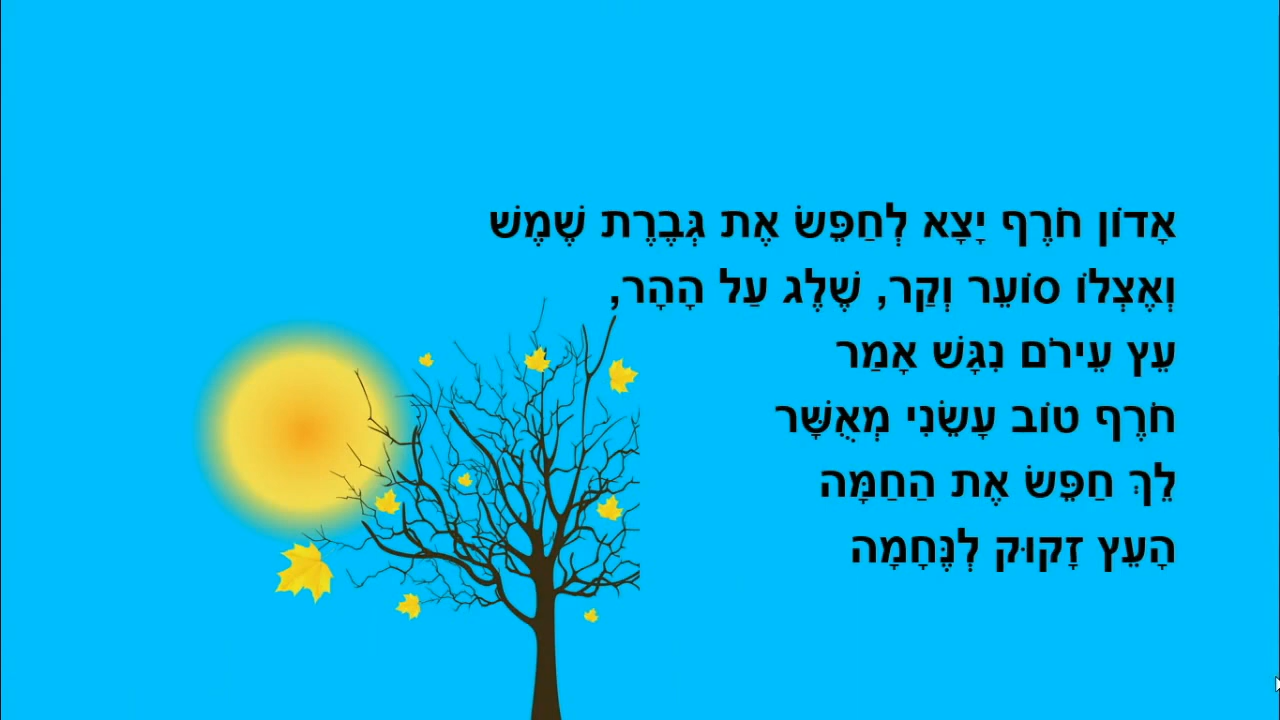 אָדוֹן חֹרֶף יָצָא לְחַפֵּשׂ אֶת גְּבֶרֶת שֶׁמֶשׁ
וְאֶצְלוֹ סוֹעֵר וְקַר, שֶׁלֶג עַל הָהָר,
עֵץ עֵירֹם נִגָּשׁ אָמַר
חֹרֶף טוֹב עָשֵׂנִי מְאֻשָּׁר
לֵךְ חַפֵּשׂ אֶת הַחַמָּה
הָעֵץ זָקוּק לְנֶּחָמָה